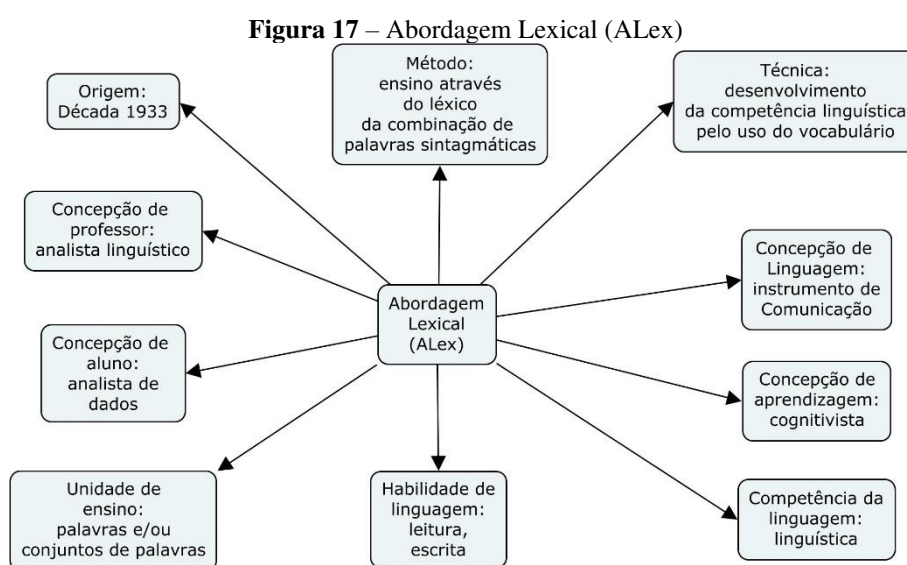 Figura 17 – Abordagem Lexical (ALex)
Origem:
Década 1933
Método:
ensino através
do léxico
da combinação de
palavras sintagmáticas
Técnica:
desenvolvimento
da competência linguística
pelo uso do vocabulário
Concepção de
professor:
analista linguístico
Concepção de
Linguagem:
instrumento de
Comunicação
Abordagem
Lexical
(ALex)
Concepção de
aluno:
analista de
dados
Concepção de
aprendizagem:
cognitivista
Unidade de
ensino:
palavras e/ou
conjuntos de palavras
Habilidade de
linguagem:
leitura,
escrita
Competência da
linguagem:
linguística